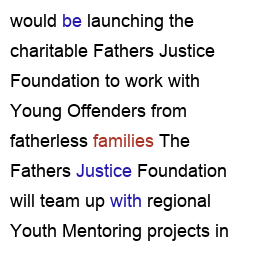 would be launching the
charitable Fathers Justice
Foundation to work with
Young Offenders from
fatherless families The
Fathers Justice Foundation
will team up with regional
Youth Mentoring projects in